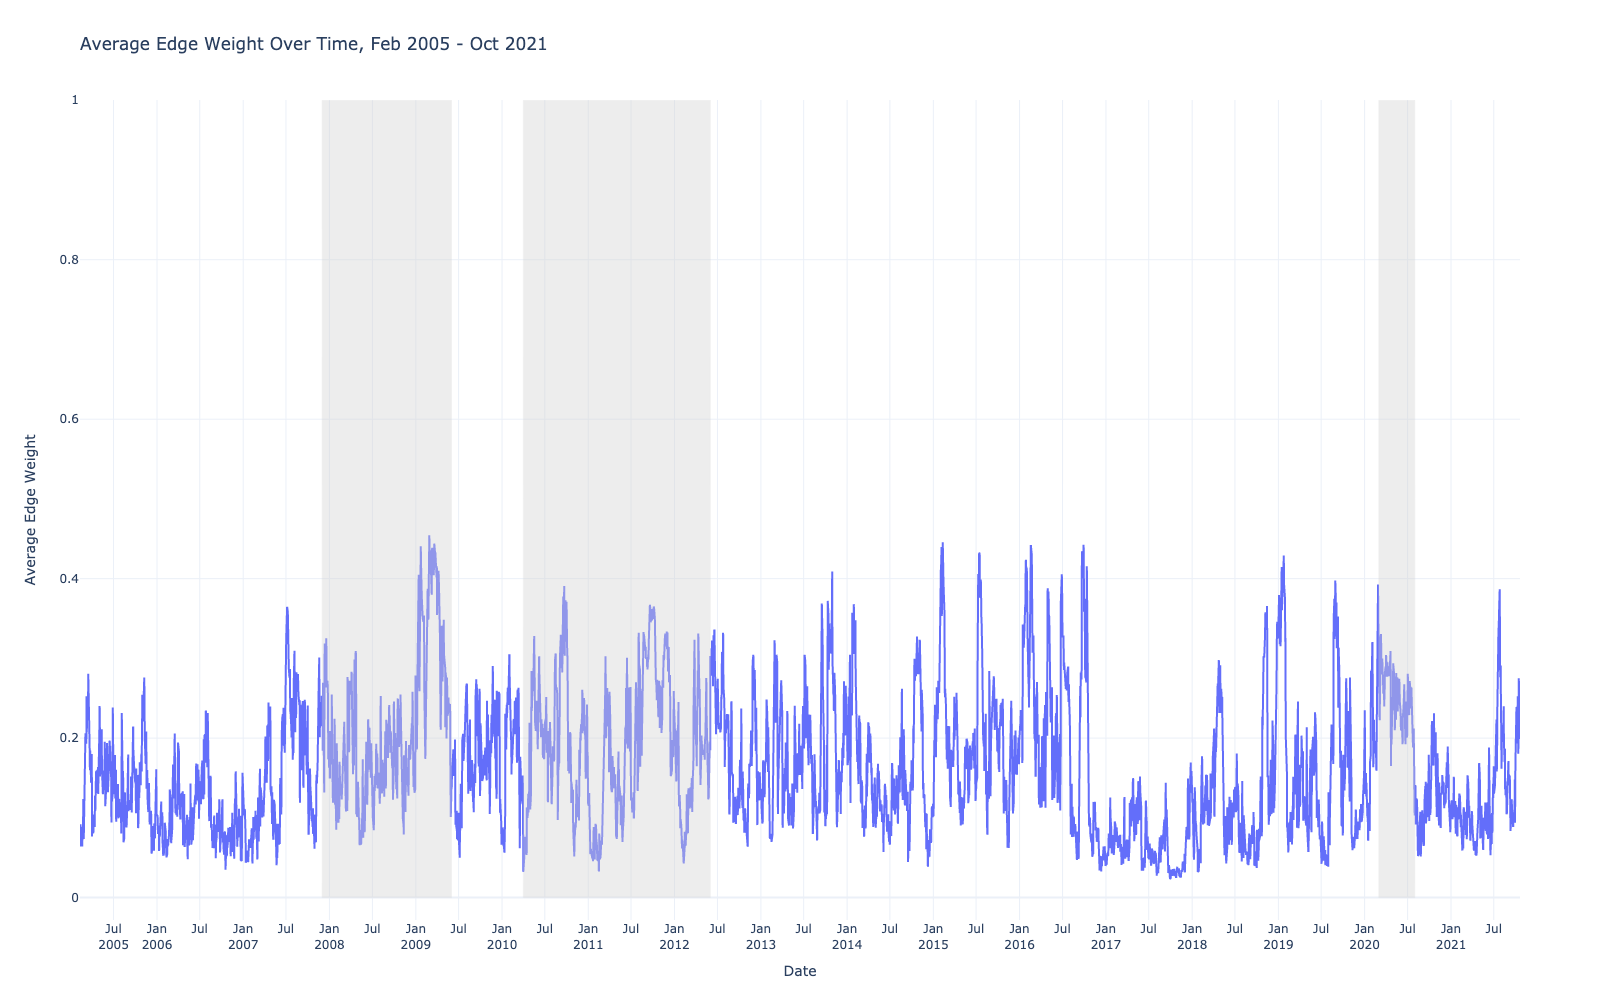 Average Edge Weight Over Time, Feb 2005 - Oct 2021
1
0.8
0.6
0.4
0.2
0
Average Edge Weight
Jul Jan Jul Jan Jul Jan Jul Jan Jul Jan Jul Jan Jul Jan Jul Jan Jul Jan Jul Jan Jul Jan Jul Jan Jul Jan Jul Jan Jul Jan Jul Jan Jul
2005 2006 2007 2008 2009 2010 2011 2012 2013 2014 2015 2016 2017 2018 2019 2020 2021
Date